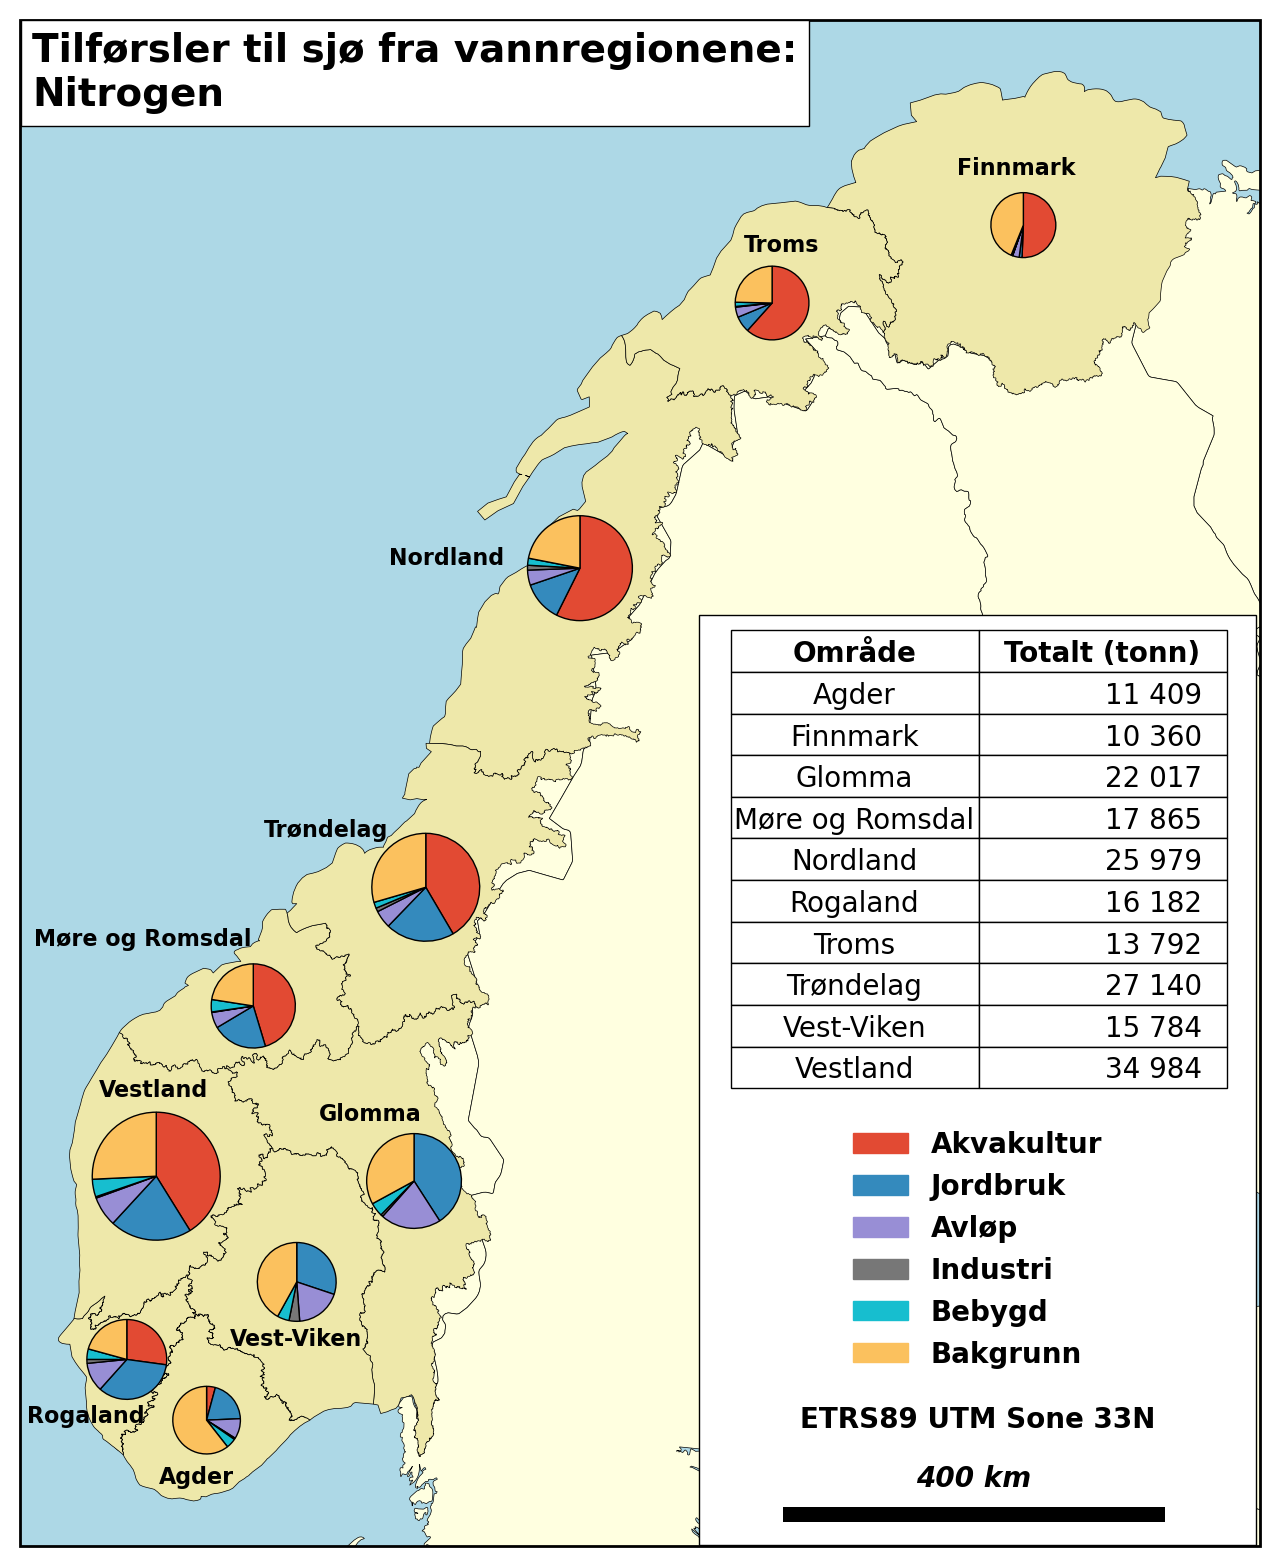 Tilførsler til sjø fra vannregionene:
Nitrogen
Finnmark
Troms
Nordland
Trøndelag
Møre og Romsdal
Vestland
Glomma
Vest-Viken
Rogaland
Agder
Område Totalt (tonn)
Agder 11 409
Finnmark 10 360
Glomma 22 017
Møre og Romsdal 17 865
Nordland 25 979
Rogaland 16 182
Troms 13 792
Trøndelag 27 140
Vest-Viken 15 784
Vestland 34 984
Akvakultur
Jordbruk
Avløp
Industri
Bebygd
Bakgrunn
ETRS89 UTM Sone 33N
400 km